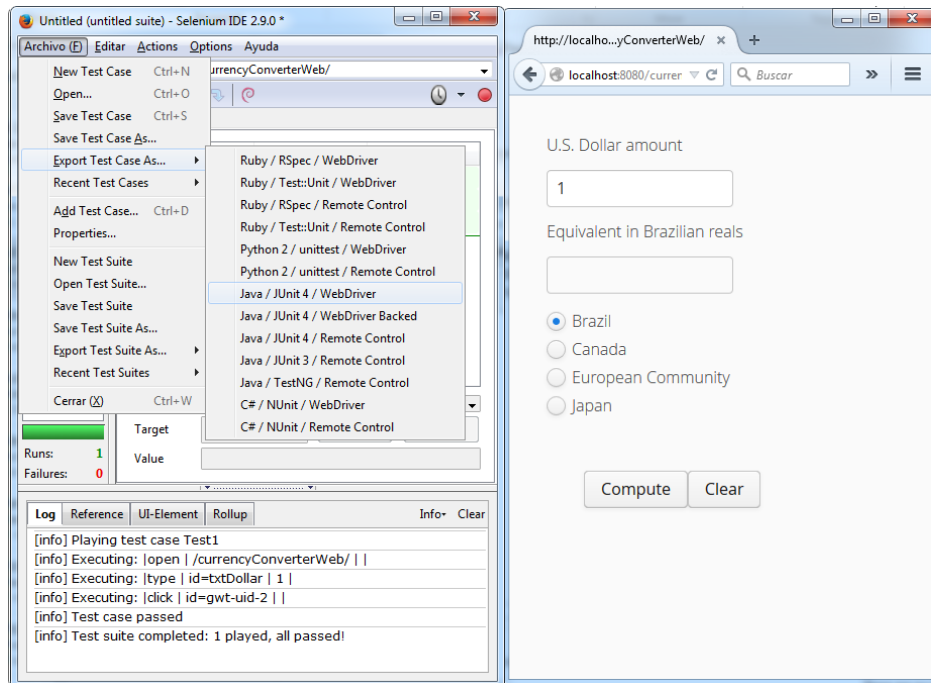 Untitled (untitled suite) - Selenium IDE 2.9.0 *
Archivo (F) Editar Actions Options Ayuda
urrencyConverterWeb/
New Test Case Ctrl+N
Open... Ctrl+O
Save Test Case Ctrl+S
Save Test Case As...
Export Test Case As...
Recent Test Cases
Add Test Case... Ctrl+D
Properties...
New Test Suite
Open Test Suite...
Save Test Suite
Save Test Suite As...
Export Test Suite As...
Recent Test Suites
Cerrar (X) Ctrl+W
Ruby / RSpec / WebDriver
Ruby / Test::Unit / WebDriver
Ruby / RSpec / Remote Control
Ruby / Test::Unit / Remote Control
Python 2 / unittest / WebDriver
Python 2 / unittest / Remote Control
Java / JUnit 4 / WebDriver
Java / JUnit 4 / WebDriver Backed
Java / JUnit 4 / Remote Control
Java / JUnit 3 / Remote Control
Java / TestNG / Remote Control
C# / NUnit / WebDriver
C# / NUnit / Remote Control
Target
Value
Runs: 1
Failures: 0
Log Reference UI-Element Rollup Info Clear
[info] Playing test case Test1
[info] Executing: |open | /currencyConverterWeb/ | |
[info] Executing: |type | id=txtDollar | 1 |
[info] Executing: |click | id=gwt-uid-2 | |
[info] Test case passed
[info] Test suite completed: 1 played, all passed!
http://localho...yConverterWeb/
localhost:8080/currer
Buscar
U.S. Dollar amount
1
Equivalent in Brazilian reals
Brazil
Canada
European Community
Japan
Compute Clear